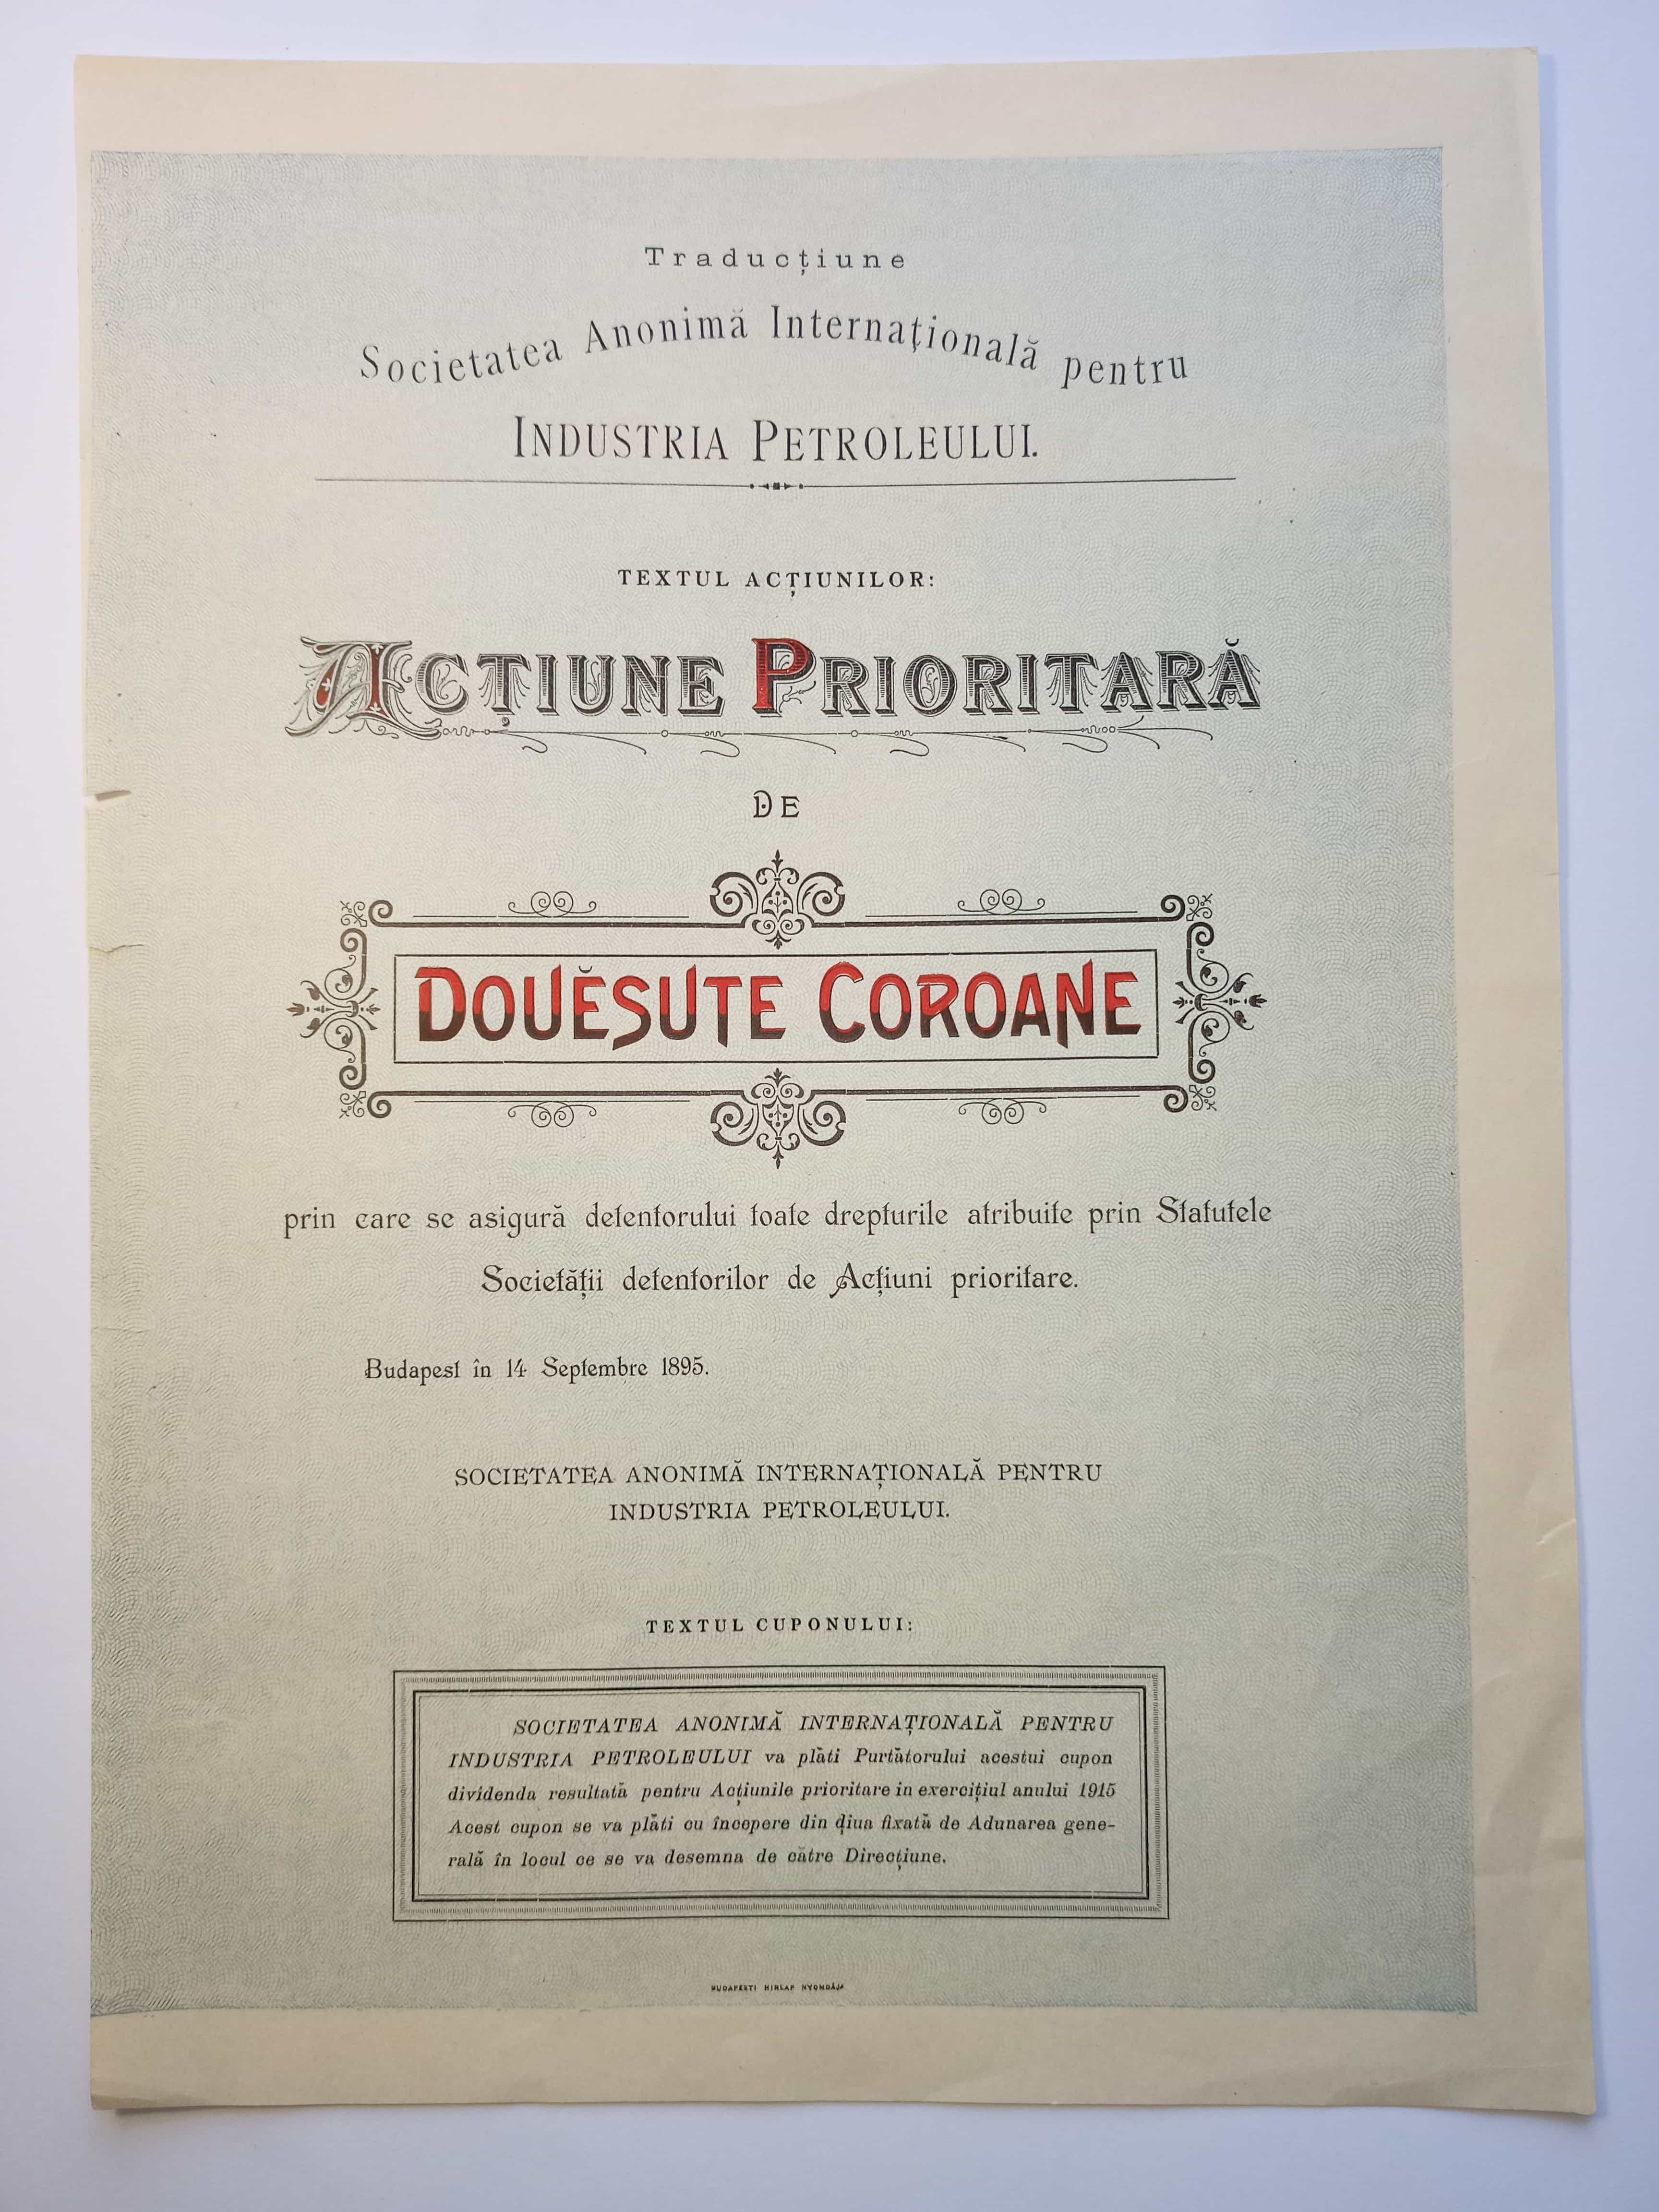 Traducțiune
Societatea Anonimă Internațională pentru
INDUSTRIA PETROLEULUI.
TEXTUL ACȚIUNILOR:
ACȚIUNE PRIORITARĂ
DE
DOUĔSUTE COROANE
prin care se asigură detentorului toate drepturile atribuite prin Statutele
Societății detentorilor de Acțiuni prioritare.
Budapest în 14 Septembre 1895.
SOCIETATEA ANONIMĂ INTERNAȚIONALĂ PENTRU
INDUSTRIA PETROLEULUI.
TEXTUL CUPONULUI:
SOCIETATEA ANONIMĂ INTERNAȚIONALĂ PENTRU
INDUSTRIA PETROLEULUI va plăti Purtătorului acestui cupon
dividenda resultată pentru Acțiunile prioritare in exercițiul anului 1915
Acest cupon se va plăti cu începere din ḑiua fixată de Adunarea gene-
rală în locul ce se va desemna de către Direcțiune.
BUDAPESTI HIRLAP NYOMDÁJA